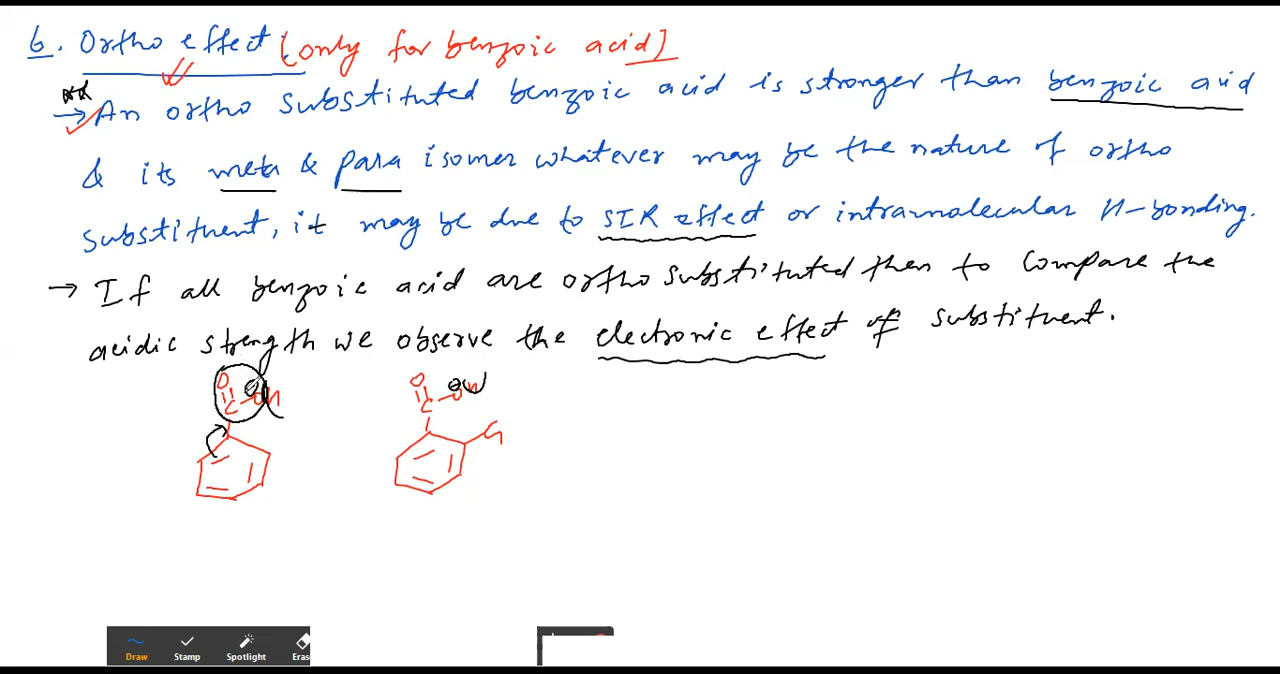 6. Ortho effect [only for benzoic acid]
→ An ortho substituted benzoic acid is stronger than benzoic acid
& its meta & para isomer whatever may be the nature of ortho
substituent, it may be due to SIR effect or intramolecular H-bonding.
→ If all benzoic acid are ortho substituted then to compare the
acidic strength we observe the electronic effect of substituent.
O O
C OH C OH
G
Draw Stamp Spotlight Eras